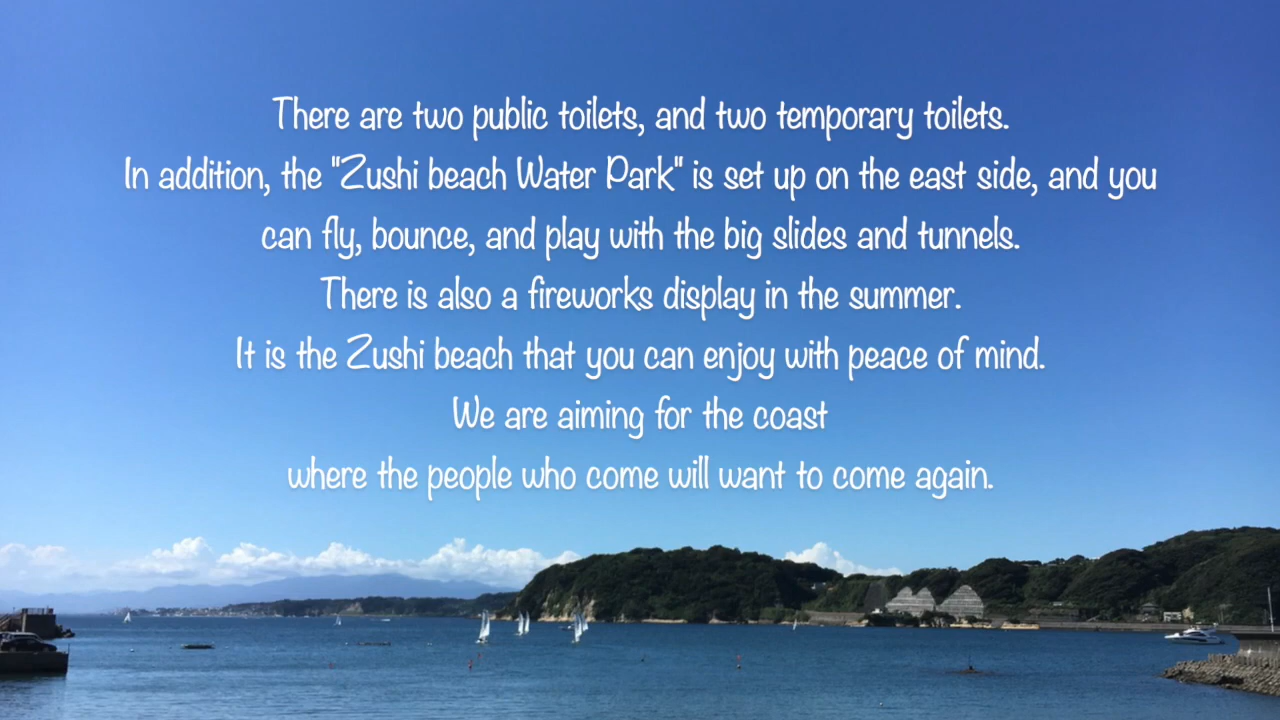 There are two public toilets, and two temporary toilets.
In addition, the "Zushi beach Water Park" is set up on the east side, and you
can fly, bounce, and play with the big slides and tunnels.
There is also a fireworks display in the summer.
It is the Zushi beach that you can enjoy with peace of mind.
We are aiming for the coast
where the people who come will want to come again.